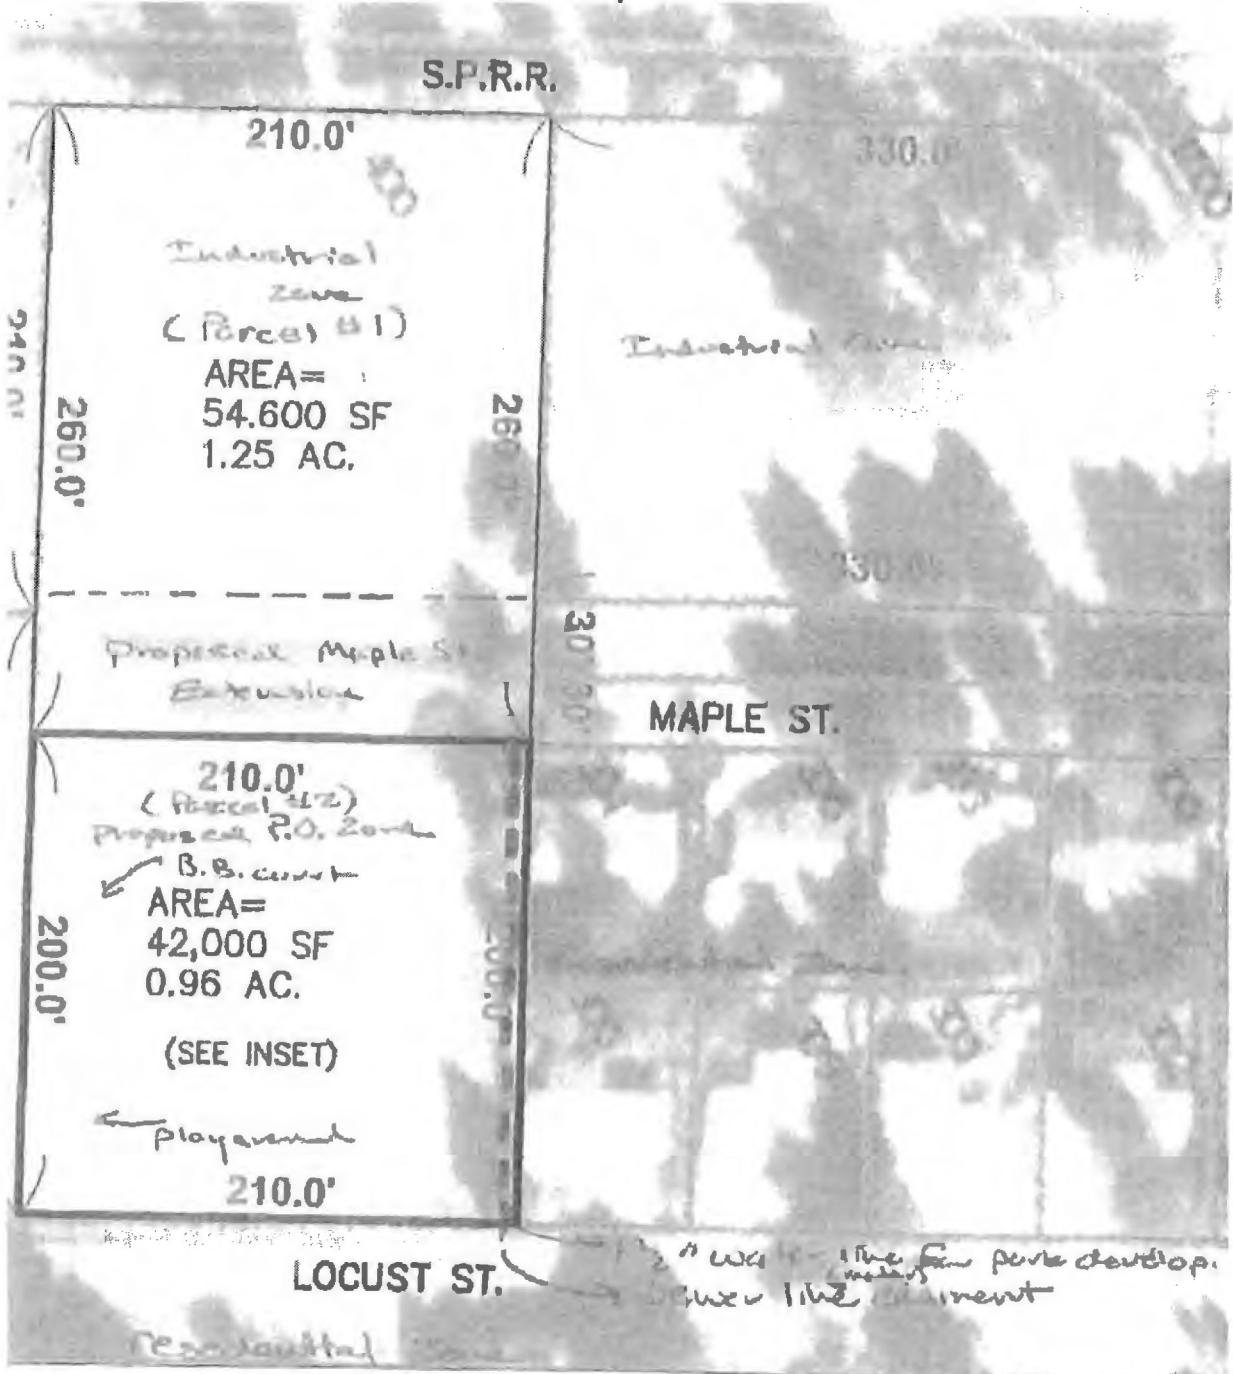 S.P.R.R.
210.0'
330.0'
Industrial
Zone
(Parcel #1)
AREA=
54.600 SF
1.25 AC.
Industrial
240.0'
260.0'
260.0'
330.0'
Proposed Maple St
Extension
30'
30'
MAPLE ST.
210.0'
(Parcel #2)
Proposed P.O. Zone
B.B. court
AREA=
42,000 SF
0.96 AC.
200.0'
200.0'
(SEE INSET)
playground
210.0'
LOCUST ST.
line for park develop.
sewer line
residential